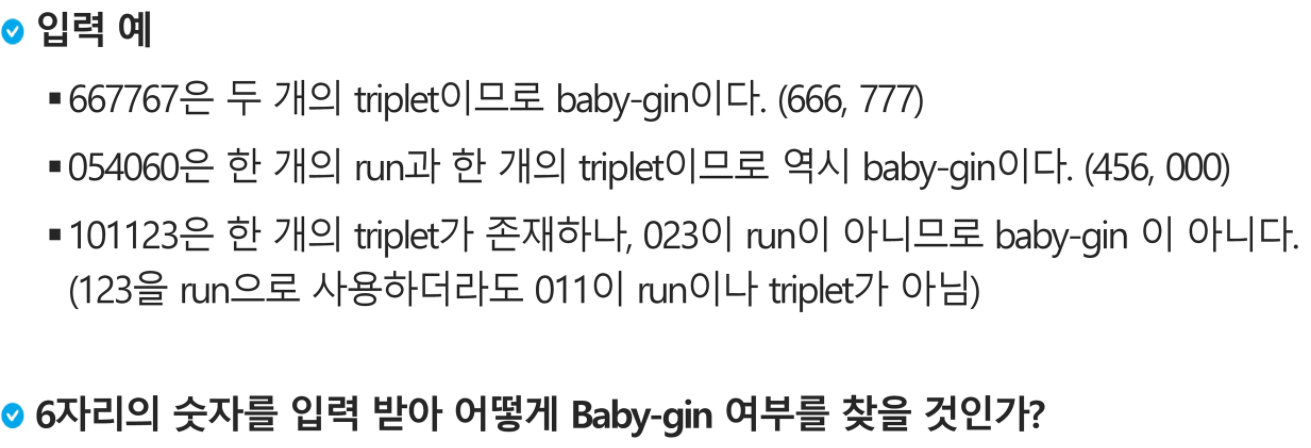 입력 예
▪667767은 두 개의 triplet이므로 baby-gin이다. (666, 777)
▪054060은 한 개의 run과 한 개의 triplet이므로 역시 baby-gin이다. (456, 000)
▪101123은 한 개의 triplet가 존재하나, 023이 run이 아니므로 baby-gin 이 아니다.
(123을 run으로 사용하더라도 011이 run이나 triplet가 아님)
6자리의 숫자를 입력 받아 어떻게 Baby-gin 여부를 찾을 것인가?